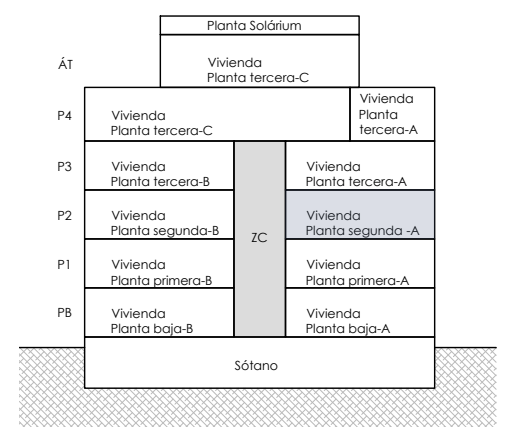 Planta Solárium
ÁT
Vivienda
Planta tercera-C
P4
Vivienda
Planta tercera-C
Vivienda
Planta
tercera-A
P3
Vivienda
Planta tercera-B
Vivienda
Planta tercera-A
P2
Vivienda
Planta segunda-B
ZC
Vivienda
Planta segunda -A
P1
Vivienda
Planta primera-B
Vivienda
Planta primera-A
PB
Vivienda
Planta baja-B
Vivienda
Planta baja-A
Sótano